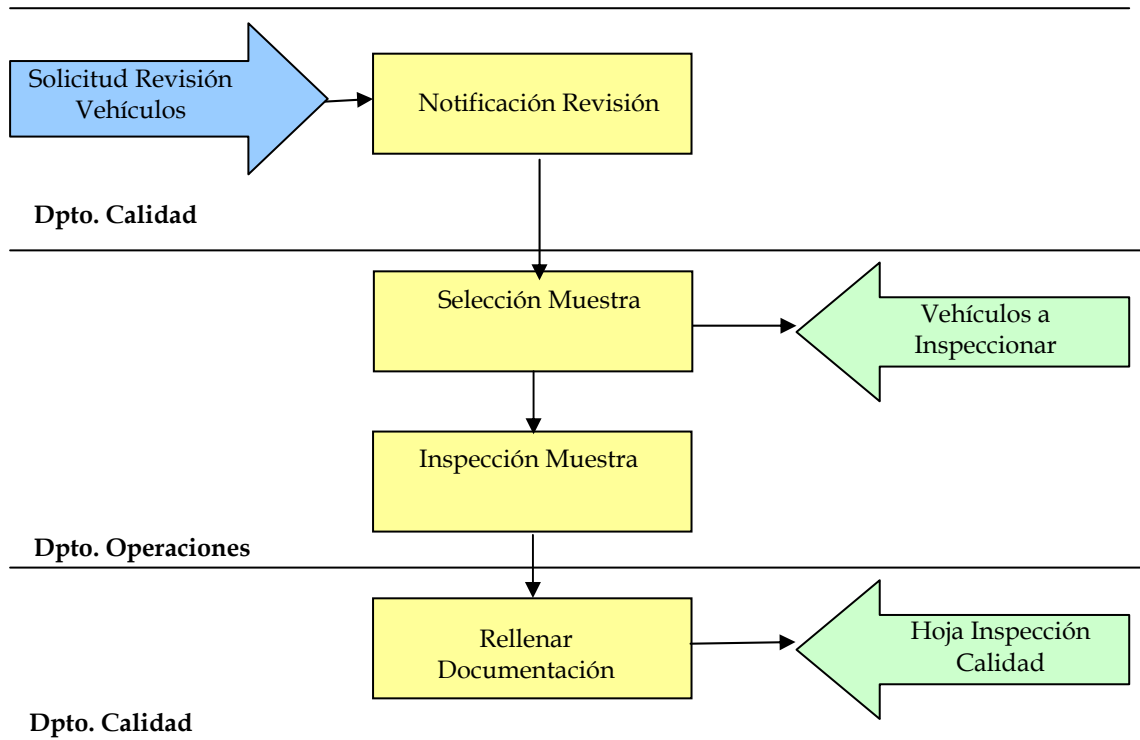 Solicitud Revisión
Vehículos
Notificación Revisión
Dpto. Calidad
Selección Muestra
Vehículos a
Inspeccionar
Inspección Muestra
Dpto. Operaciones
Rellenar
Documentación
Hoja Inspección
Calidad
Dpto. Calidad